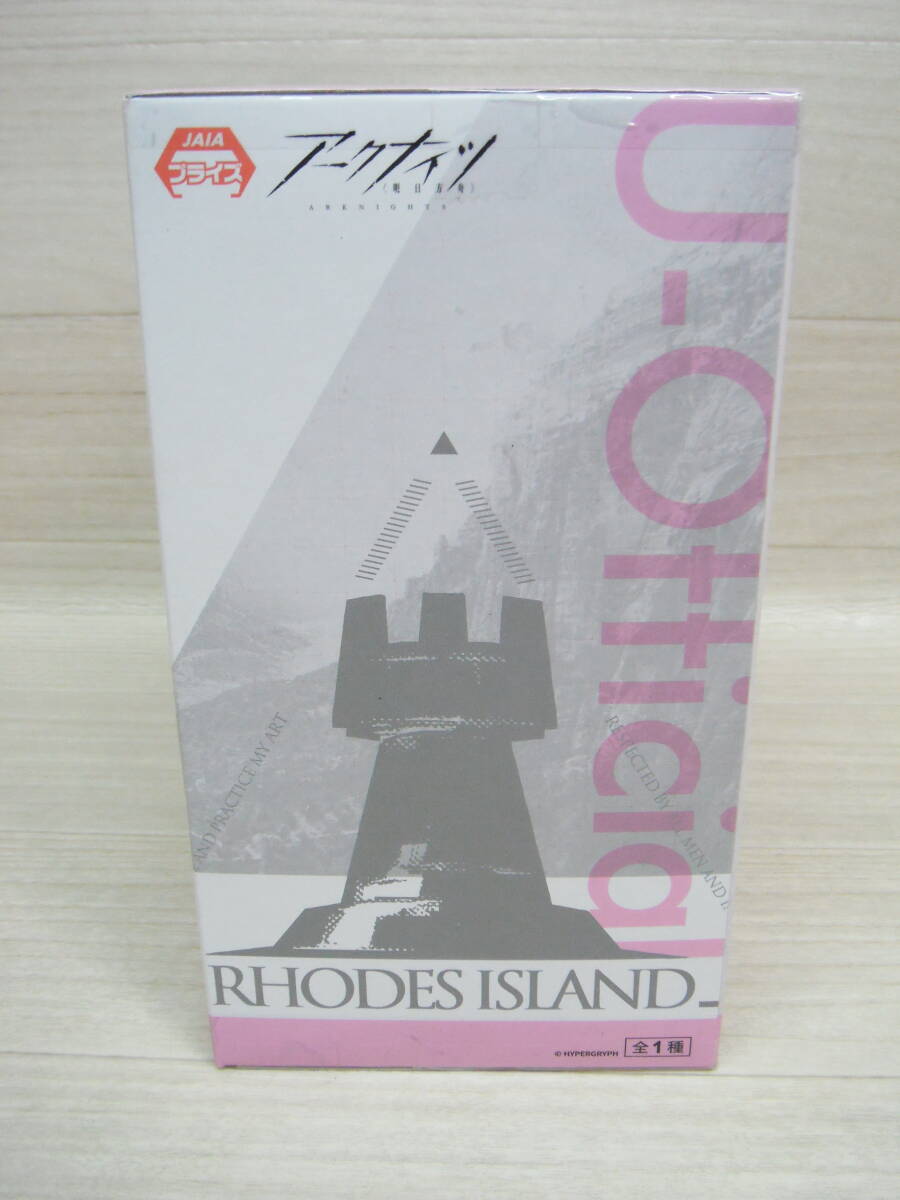 JAIA
プライズ
アークナイツ
《明日方舟》
ARKNIGHTS
U-Official
AND PRACTICE MY ART
RESPECTED BY ALL MEN AND
RHODES ISLAND_
© HYPERGRYPH
全1種